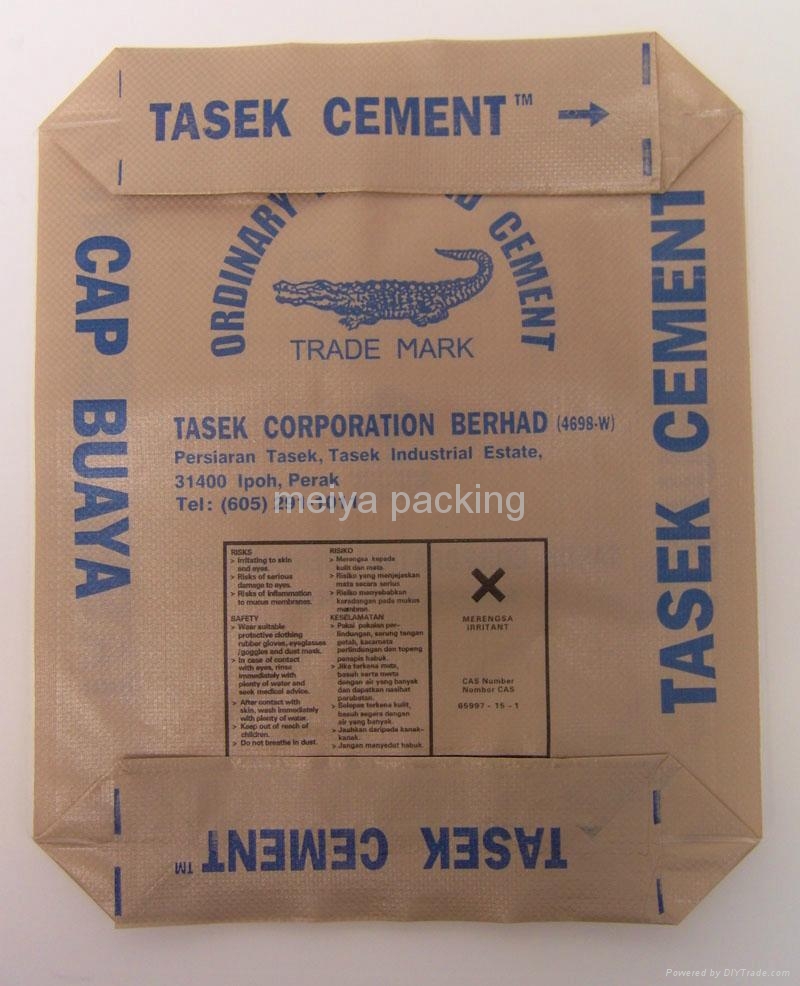 TASEK CEMENT™
ORDINARY CEMENT
TRADE MARK
CAP BUAYA
TASEK CEMENT
TASEK CORPORATION BERHAD (4698-W)
Persiaran Tasek, Tasek Industrial Estate,
31400 Ipoh, Perak
Tel: (605) 291-1011
meiya packing
RISKS
> Irritating to skin
and eyes.
> Risks of serious
damage to eyes.
> Risks of inflammation
to mucus membranes.
SAFETY
> Wear suitable
protective clothing
rubber gloves, eyeglasses
/goggles and dust mask.
> In case of contact
with eyes, rinse
immediately with
plenty of water and
seek medical advice.
> After contact with
skin, wash immediately
with plenty of water.
> Keep out of reach of
children.
> Do not breathe in dust.
RISIKO
> Merengsa kepada
kulit dan mata.
> Risiko yang menjejaskan
mata secara serius
> Risiko menyebabkan
keradangan pada mukus
membran.
KESELAMATAN
> Pakai pakaian per-
lindungan, sarung tangan
getah, kacamata
perlindungan dan topeng
penapis habuk.
> Jika terkena mata,
basuh serta merta
dengan air yang banyak
dan dapatkan nasihat
perubatan.
> Selepas terkena kulit,
basuh segera dengan
air yang banyak.
> Jauhkan daripada kanak-
kanak.
> Jangan menyedut habuk.
MERENGSA
IRRITANT
CAS Number
Nombor CAS
65997 - 15 - 1
TASEK CEMENT™
Powered by DIYTrade.com